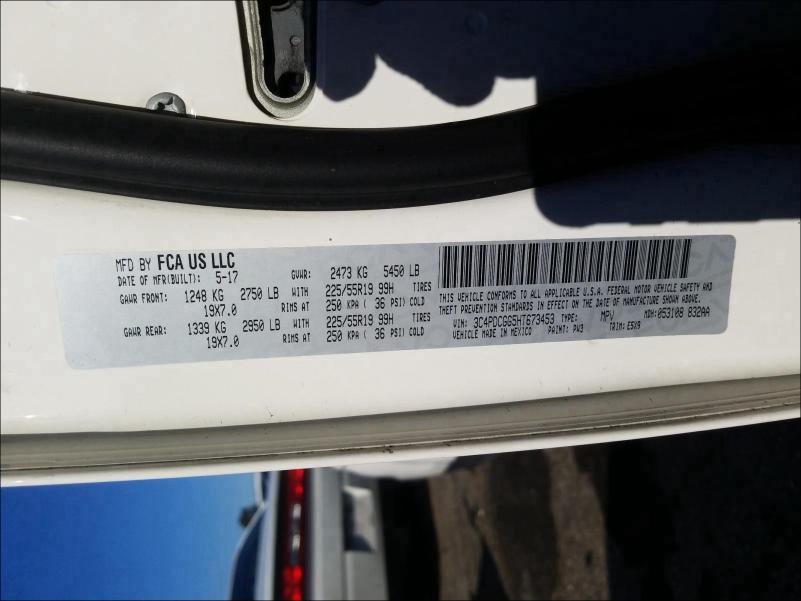 MFD BY FCA US LLC
DATE OF MFR(BUILT): 5-17 GVWR: 2473 KG 5450 LB
GAWR FRONT: 1248 KG 2750 LB WITH 225/55R19 99H TIRES
19X7.0 RIMS AT 250 KPA ( 36 PSI) COLD
GAWR REAR: 1339 KG 2950 LB WITH 225/55R19 99H TIRES
19X7.0 RIMS AT 250 KPA ( 36 PSI) COLD
THIS VEHICLE CONFORMS TO ALL APPLICABLE U.S.A. FEDERAL MOTOR VEHICLE SAFETY AND
THEFT PREVENTION STANDARDS IN EFFECT ON THE DATE OF MANUFACTURE SHOWN ABOVE.
VIN: 3C4PDCGG5HT673453 TYPE: MPV MDH: 053108 832AA
VEHICLE MADE IN MEXICO PAINT: PW3 TRIM: E5X9